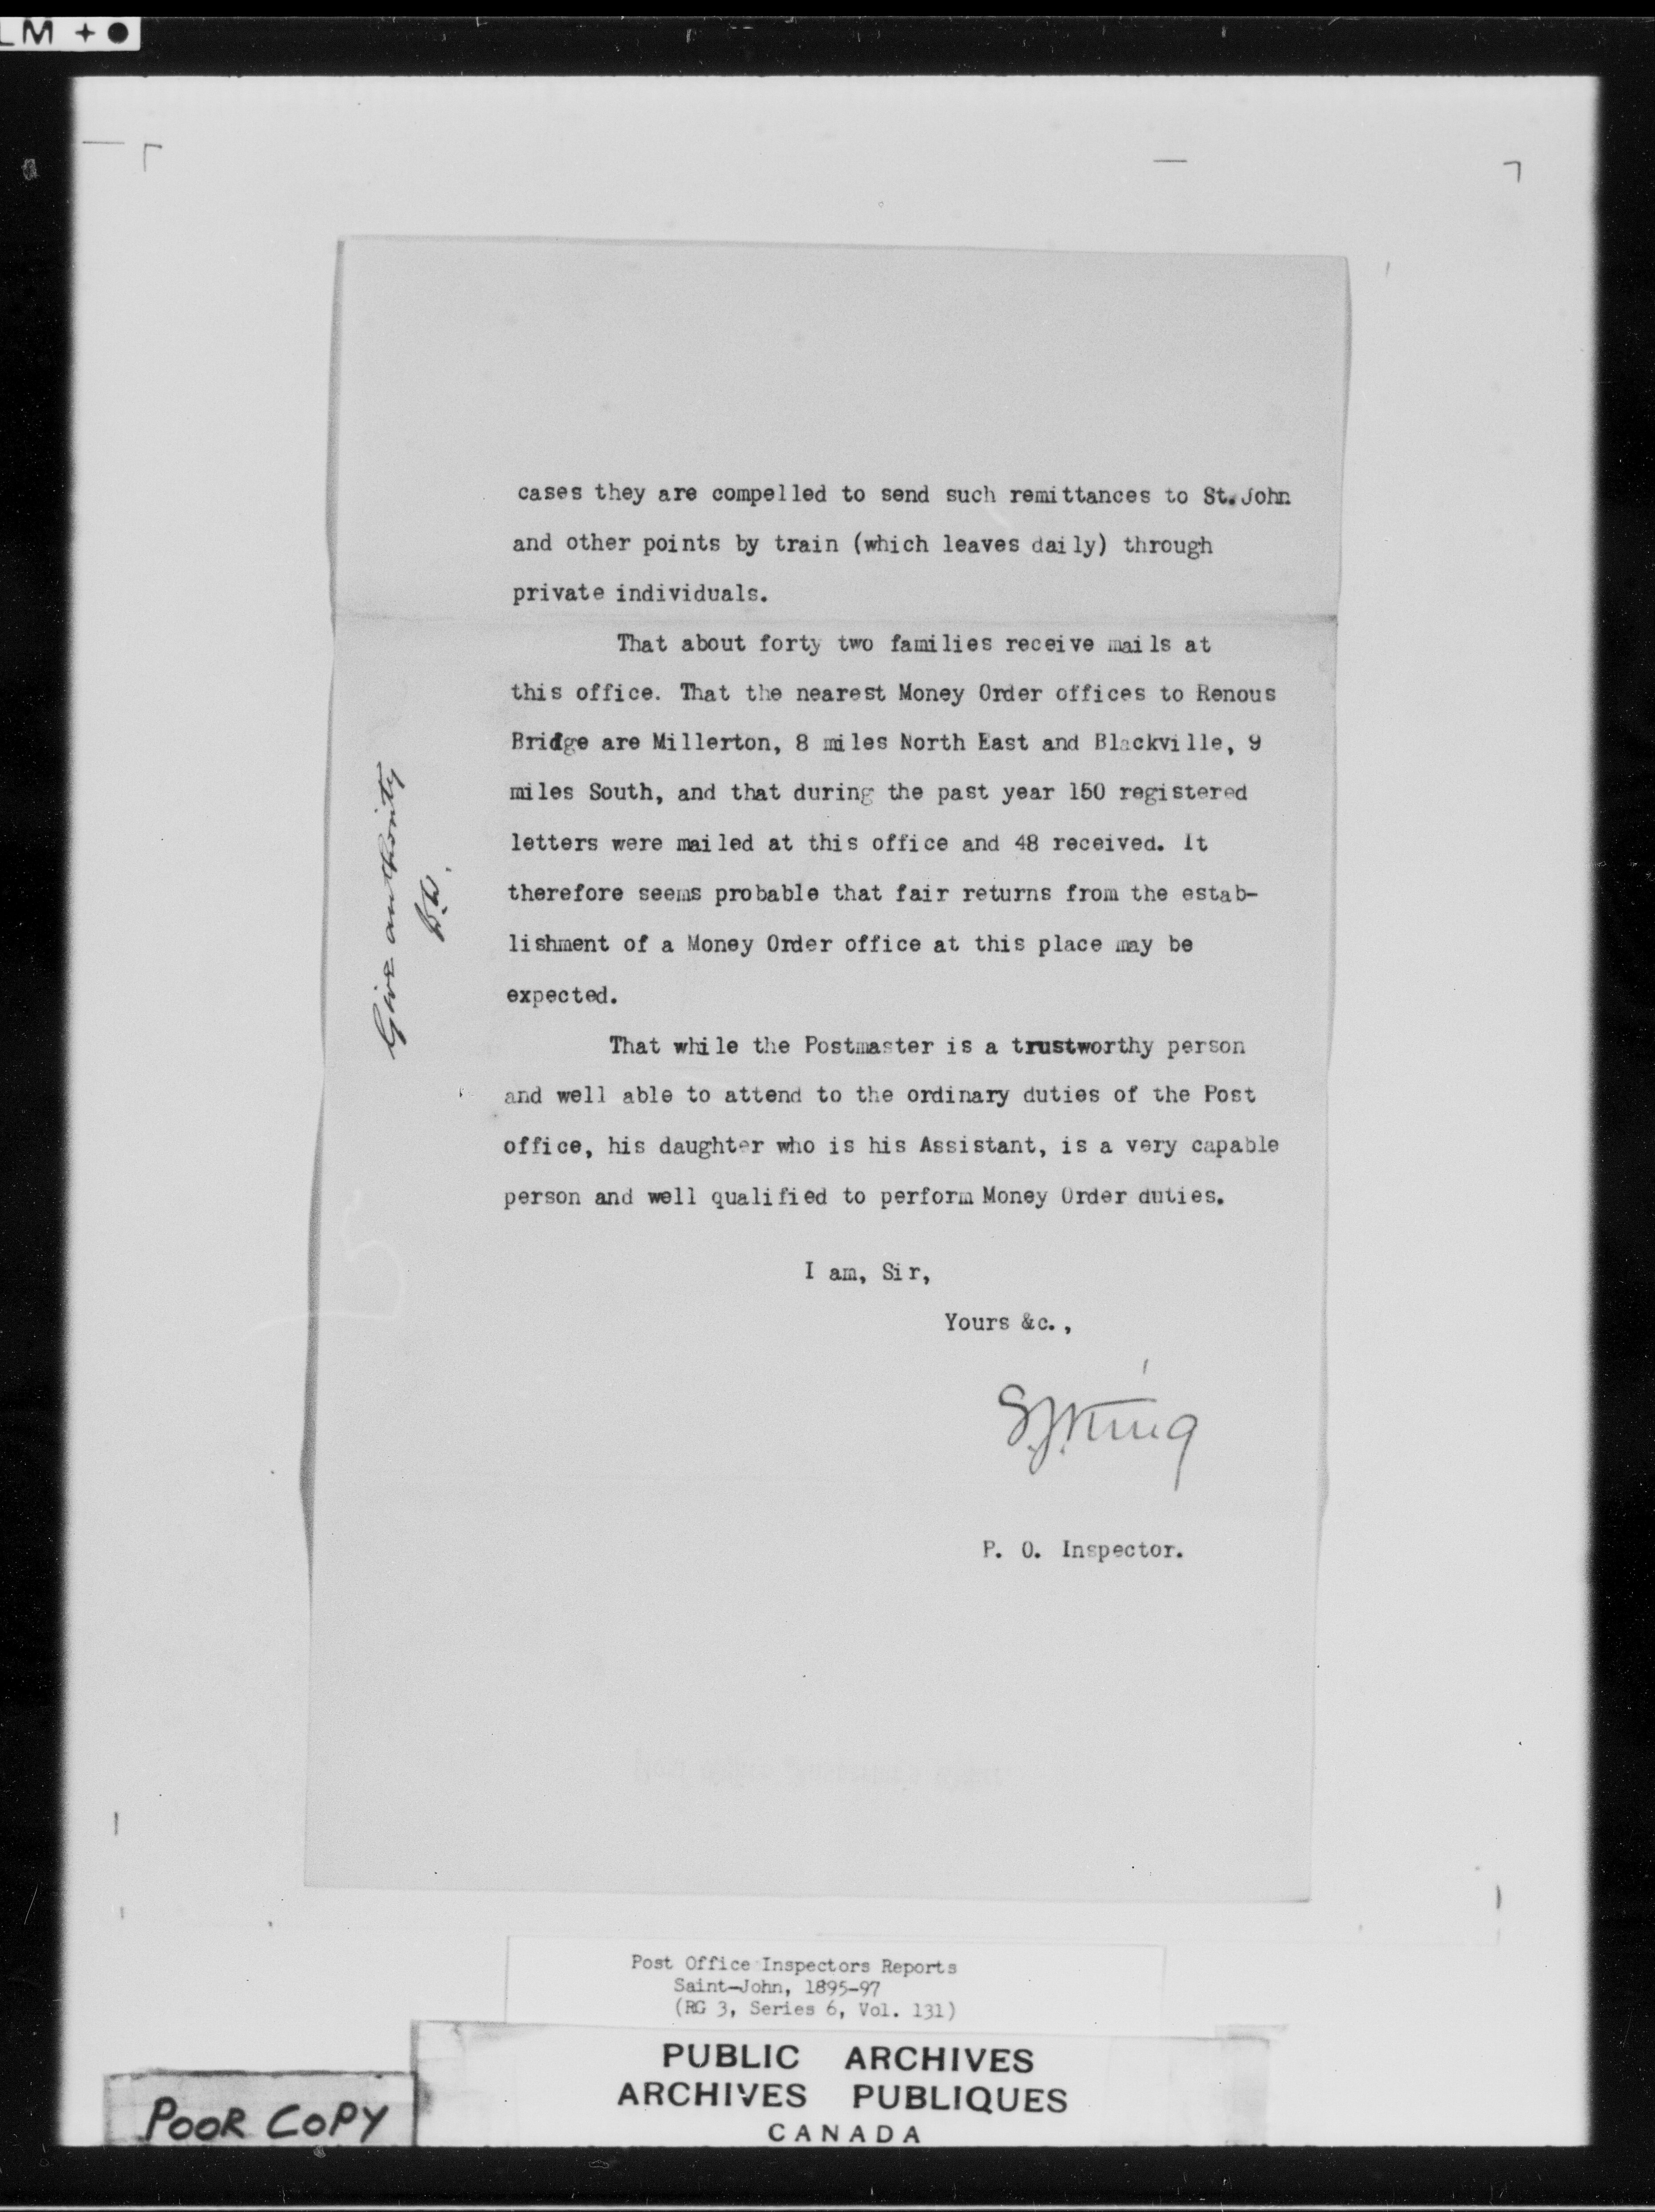 LM + ●
cases they are compelled to send such remittances to St. John
and other points by train (which leaves daily) through
private individuals.
That about forty two families receive mails at
this office. That the nearest Money Order offices to Renous
Bridge are Millerton, 8 miles North East and Blackville, 9
miles South, and that during the past year 150 registered
letters were mailed at this office and 48 received. It
therefore seems probable that fair returns from the estab-
lishment of a Money Order office at this place may be
expected.
That while the Postmaster is a trustworthy person
and well able to attend to the ordinary duties of the Post
office, his daughter who is his Assistant, is a very capable
person and well qualified to perform Money Order duties.
I am, Sir,
Yours &c.,
S.J.King
P. O. Inspector.
Give authority
Post Office Inspectors Reports
Saint-John, 1895-97
(RG 3, Series 6, Vol. 131)
PUBLIC ARCHIVES
ARCHIVES PUBLIQUES
CANADA
POOR COPY